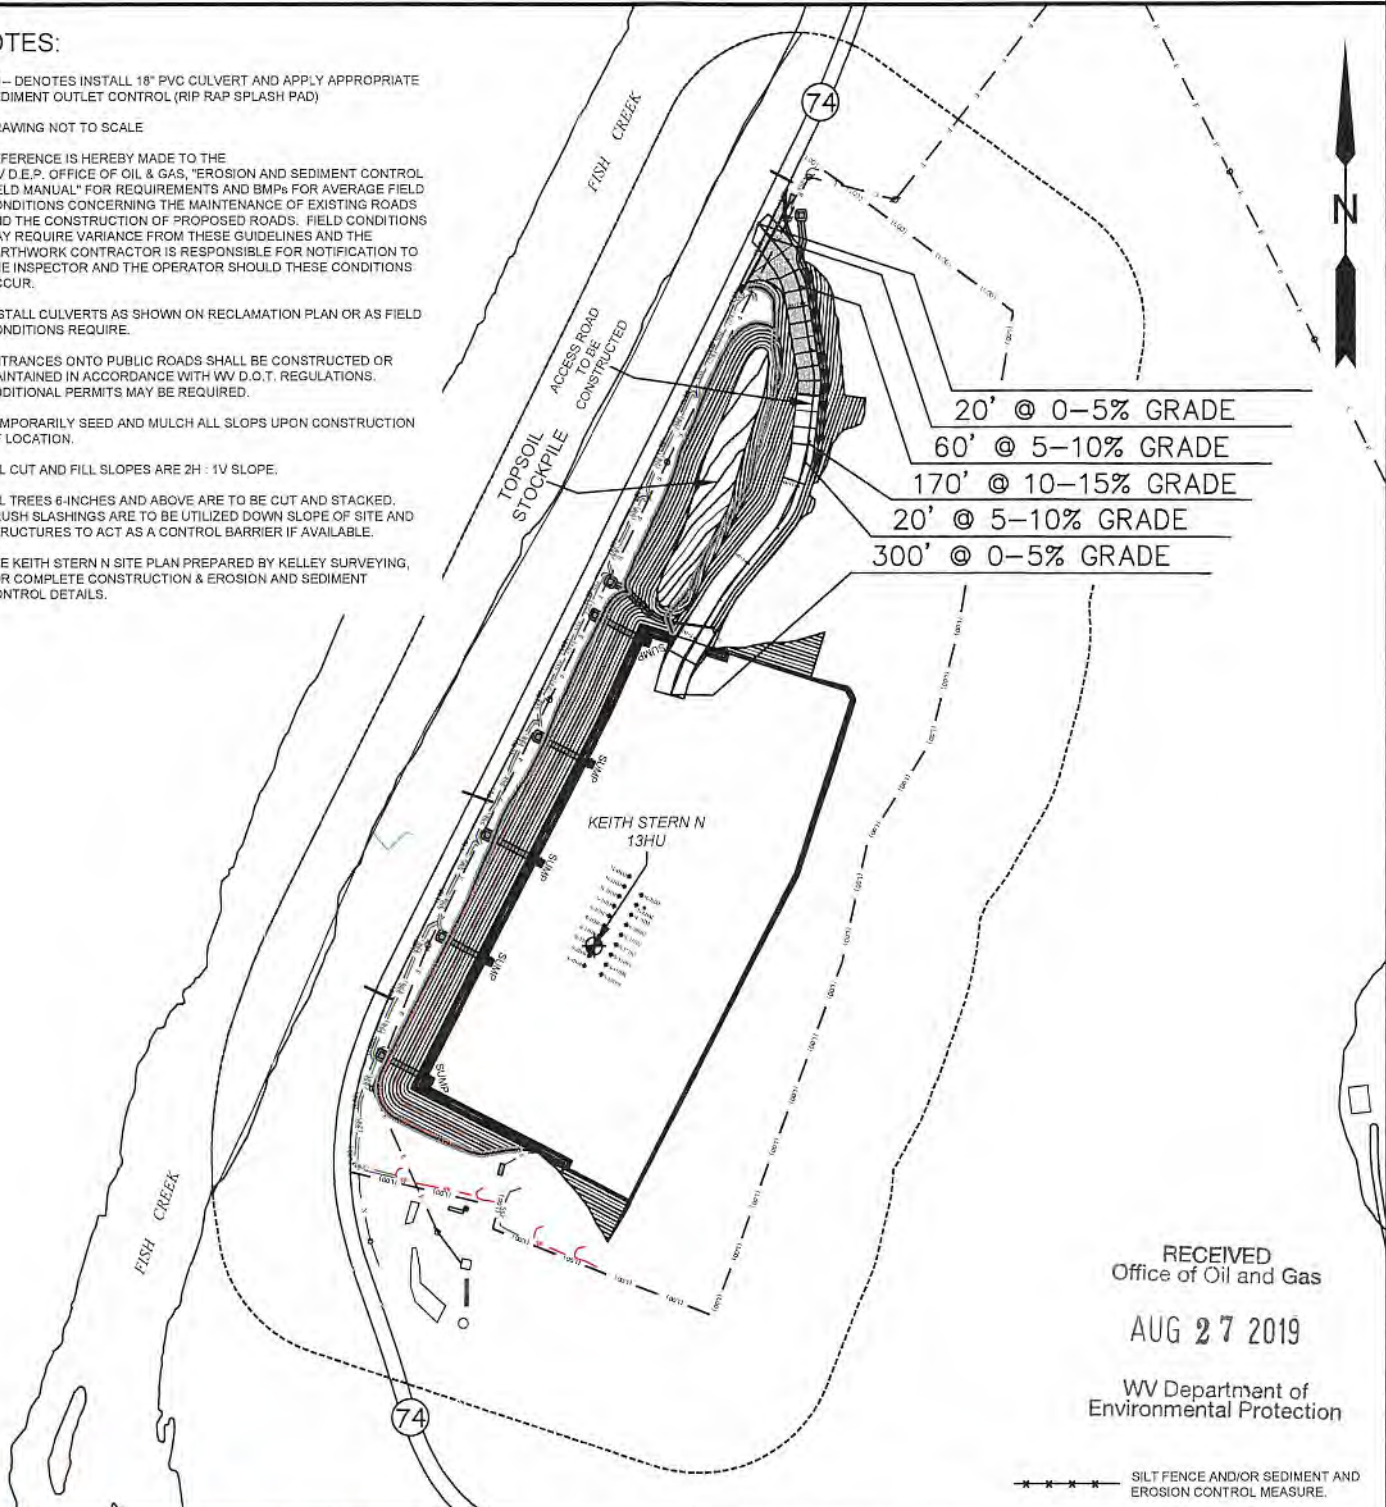 OTES:
– DENOTES INSTALL 18" PVC CULVERT AND APPLY APPROPRIATE
DIMENT OUTLET CONTROL (RIP RAP SPLASH PAD)
AWING NOT TO SCALE
FERENCE IS HEREBY MADE TO THE
V D.E.P. OFFICE OF OIL & GAS, "EROSION AND SEDIMENT CONTROL
ELD MANUAL" FOR REQUIREMENTS AND BMPs FOR AVERAGE FIELD
ONDITIONS CONCERNING THE MAINTENANCE OF EXISTING ROADS
ND THE CONSTRUCTION OF PROPOSED ROADS. FIELD CONDITIONS
AY REQUIRE VARIANCE FROM THESE GUIDELINES AND THE
ARTHWORK CONTRACTOR IS RESPONSIBLE FOR NOTIFICATION TO
E INSPECTOR AND THE OPERATOR SHOULD THESE CONDITIONS
CCUR.
STALL CULVERTS AS SHOWN ON RECLAMATION PLAN OR AS FIELD
ONDITIONS REQUIRE.
NTRANCES ONTO PUBLIC ROADS SHALL BE CONSTRUCTED OR
AINTAINED IN ACCORDANCE WITH WV D.O.T. REGULATIONS.
DDITIONAL PERMITS MAY BE REQUIRED.
MPORARILY SEED AND MULCH ALL SLOPS UPON CONSTRUCTION
F LOCATION.
L CUT AND FILL SLOPES ARE 2H : 1V SLOPE.
L TREES 6-INCHES AND ABOVE ARE TO BE CUT AND STACKED.
RUSH SLASHINGS ARE TO BE UTILIZED DOWN SLOPE OF SITE AND
TRUCTURES TO ACT AS A CONTROL BARRIER IF AVAILABLE.
E KEITH STERN N SITE PLAN PREPARED BY KELLEY SURVEYING,
R COMPLETE CONSTRUCTION & EROSION AND SEDIMENT
ONTROL DETAILS.
FISH CREEK
74
N
ACCESS ROAD
TO BE
CONSTRUCTED
TOPSOIL
STOCKPILE
20' @ 0-5% GRADE
60' @ 5-10% GRADE
170' @ 10-15% GRADE
20' @ 5-10% GRADE
300' @ 0-5% GRADE
SUMP
SUMP
SUMP
SUMP
SUMP
KEITH STERN N
13HU
FISH CREEK
74
RECEIVED
Office of Oil and Gas
AUG 27 2019
WV Department of
Environmental Protection
SILT FENCE AND/OR SEDIMENT AND
EROSION CONTROL MEASURE.